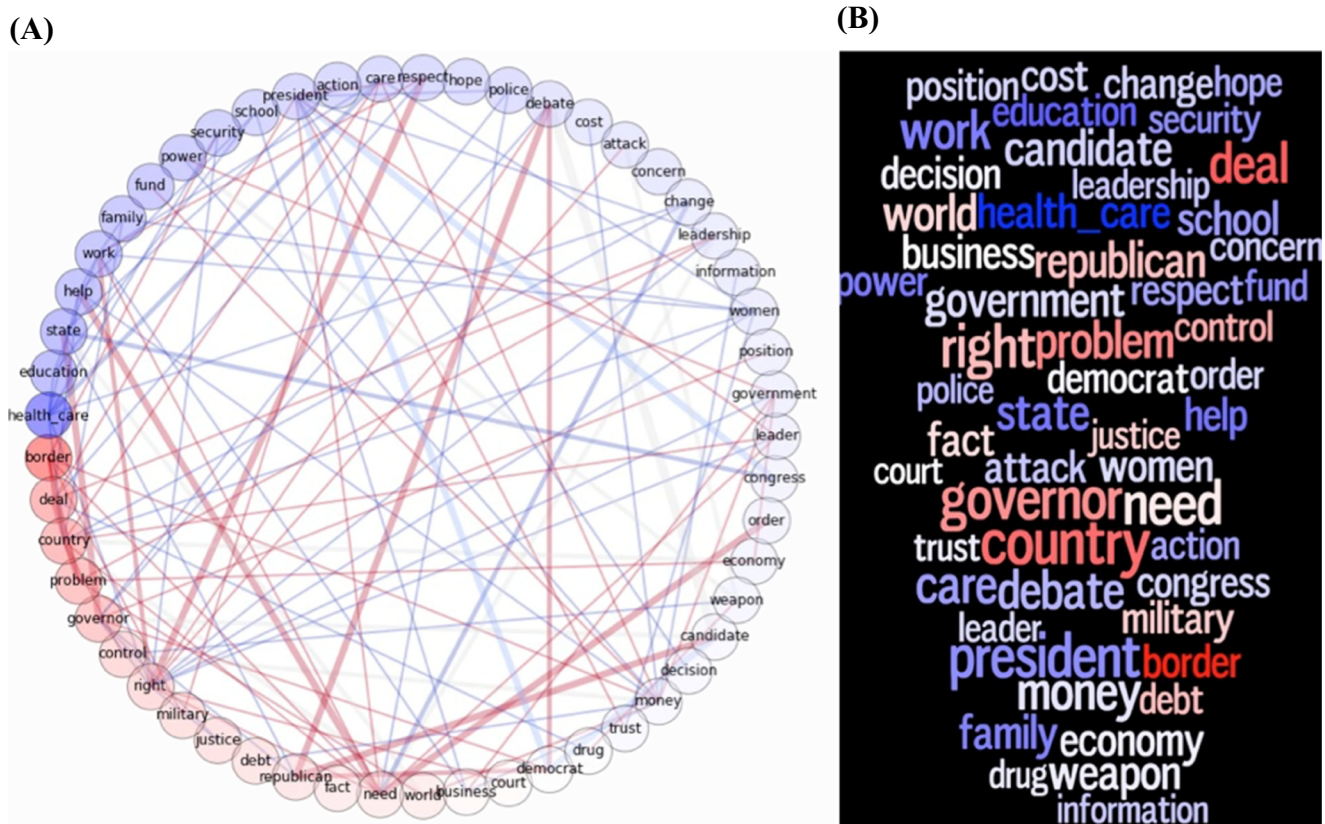 (A)
(B)
care
respect
hope
action
police
president
debate
school
cost
security
attack
power
concern
fund
change
family
leadership
work
information
help
women
state
position
education
government
health_care
leader
border
congress
deal
order
country
economy
problem
weapon
governor
candidate
control
decision
right
money
military
trust
justice
drug
debt
democrat
republican
court
fact
business
need
world
position cost change hope
work education security
candidate deal
decision leadership
world health_care school
business republican concern
power government respect fund
right problem control
democrat order
police state help
fact justice
court attack women
governor need
trust country action
care debate congress
leader military
president border
money debt
family economy
drug weapon
information